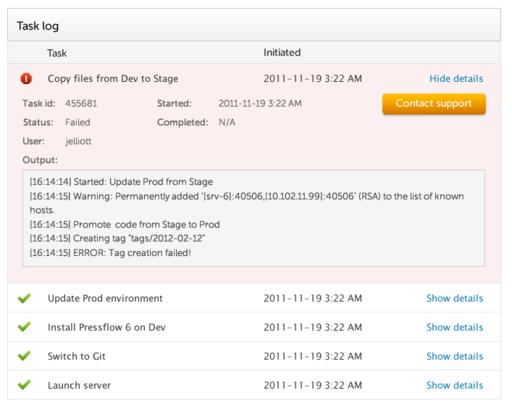 Task log
Task Initiated
Copy files from Dev to Stage 2011-11-19 3:22 AM Hide details
Task id: 455681 Started: 2011-11-19 3:22 AM Contact support
Status: Failed Completed: N/A
User: jelliott
Output:
[16:14:14] Started: Update Prod from Stage
[16:14:15] Warning: Permanently added '[srv-6]:40506,[10.102.11.99]:40506' (RSA) to the list of known
hosts.
[16:14:15] Promote code from Stage to Prod
[16:14:15] Creating tag "tags/2012-02-12"
[16:14:15] ERROR: Tag creation failed!
Update Prod environment 2011-11-19 3:22 AM Show details
Install Pressflow 6 on Dev 2011-11-19 3:22 AM Show details
Switch to Git 2011-11-19 3:22 AM Show details
Launch server 2011-11-19 3:22 AM Show details